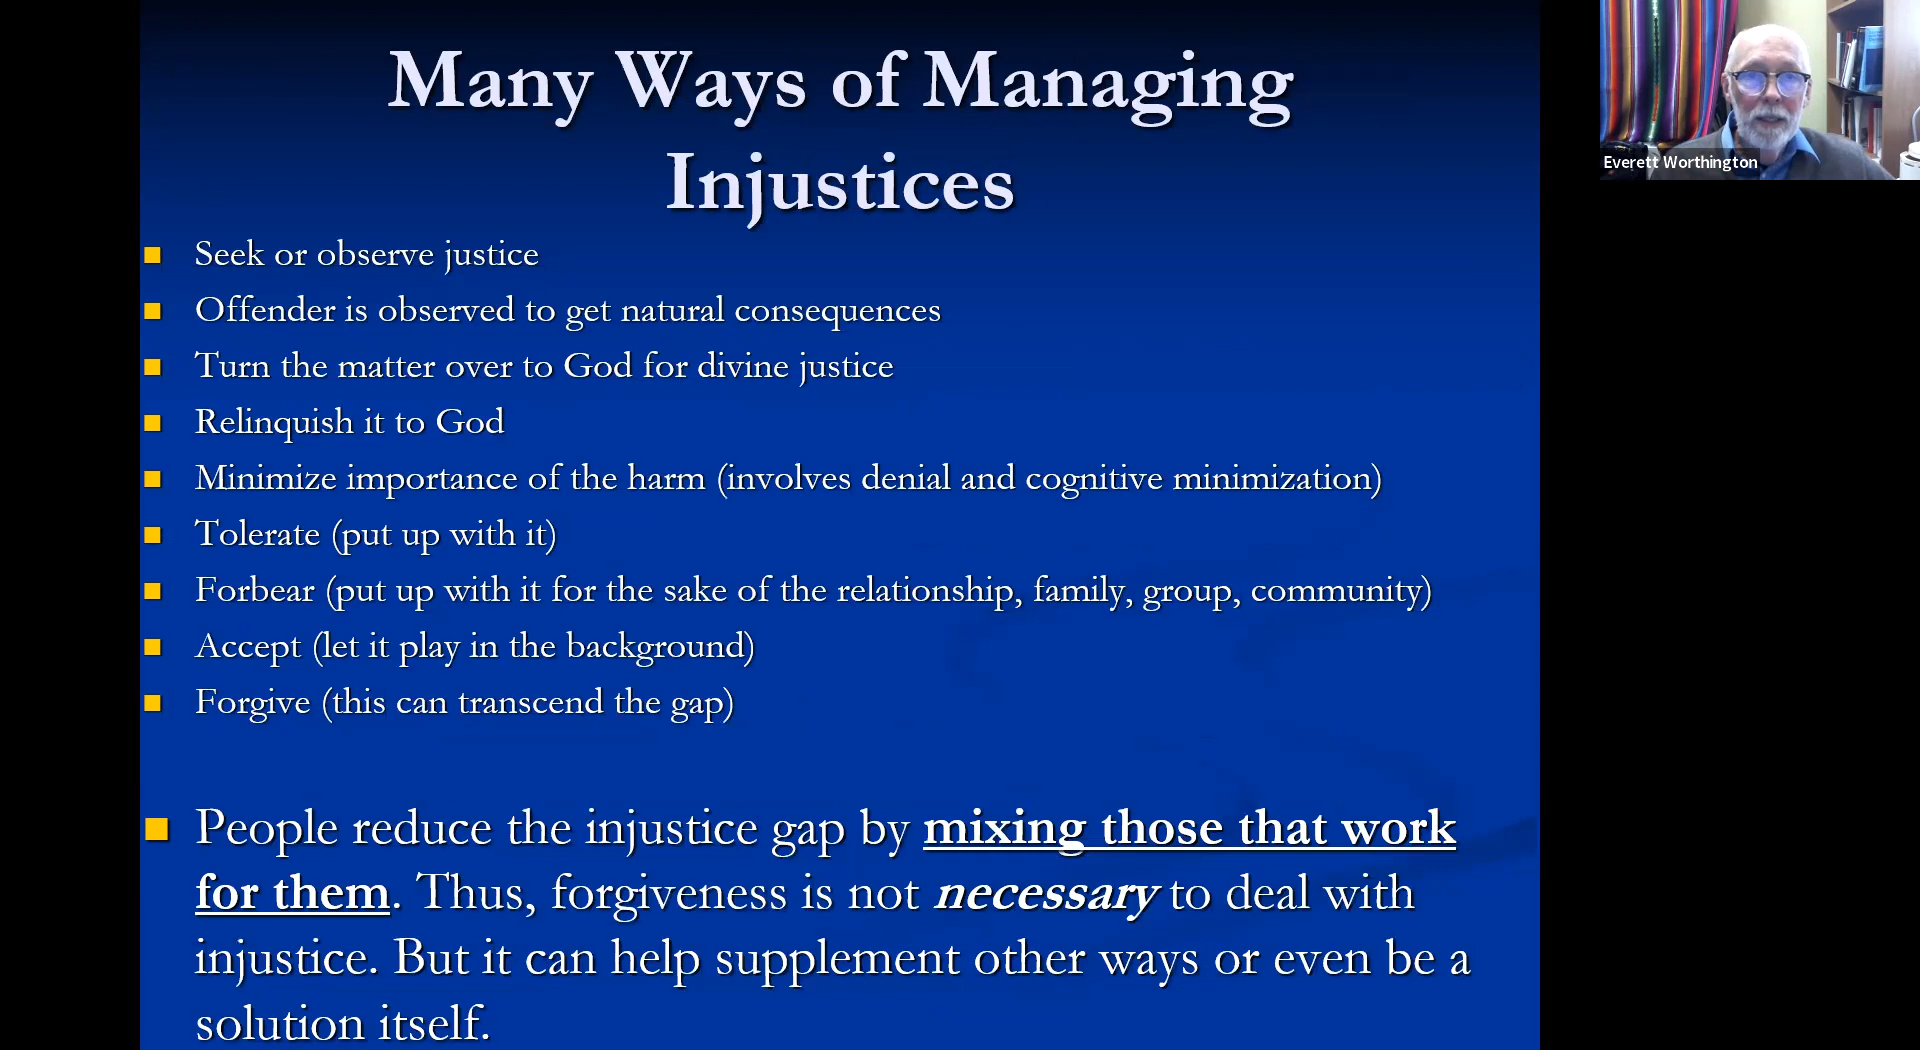 Many Ways of Managing
Injustices
Seek or observe justice
Offender is observed to get natural consequences
Turn the matter over to God for divine justice
Relinquish it to God
Minimize importance of the harm (involves denial and cognitive minimization)
Tolerate (put up with it)
Forbear (put up with it for the sake of the relationship, family, group, community)
Accept (let it play in the background)
Forgive (this can transcend the gap)
People reduce the injustice gap by mixing those that work
for them. Thus, forgiveness is not necessary to deal with
injustice. But it can help supplement other ways or even be a
solution itself.
Everett Worthington